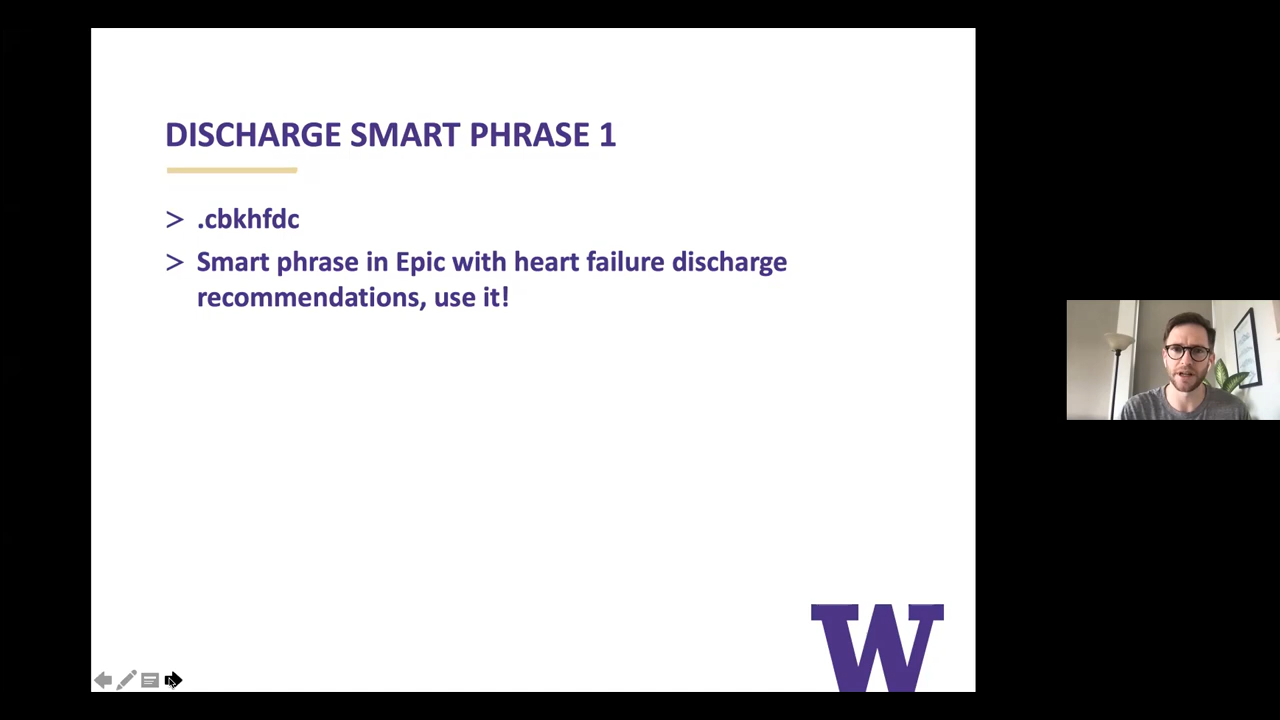 DISCHARGE SMART PHRASE 1
> .cbkhfdc
> Smart phrase in Epic with heart failure discharge
recommendations, use it!
W